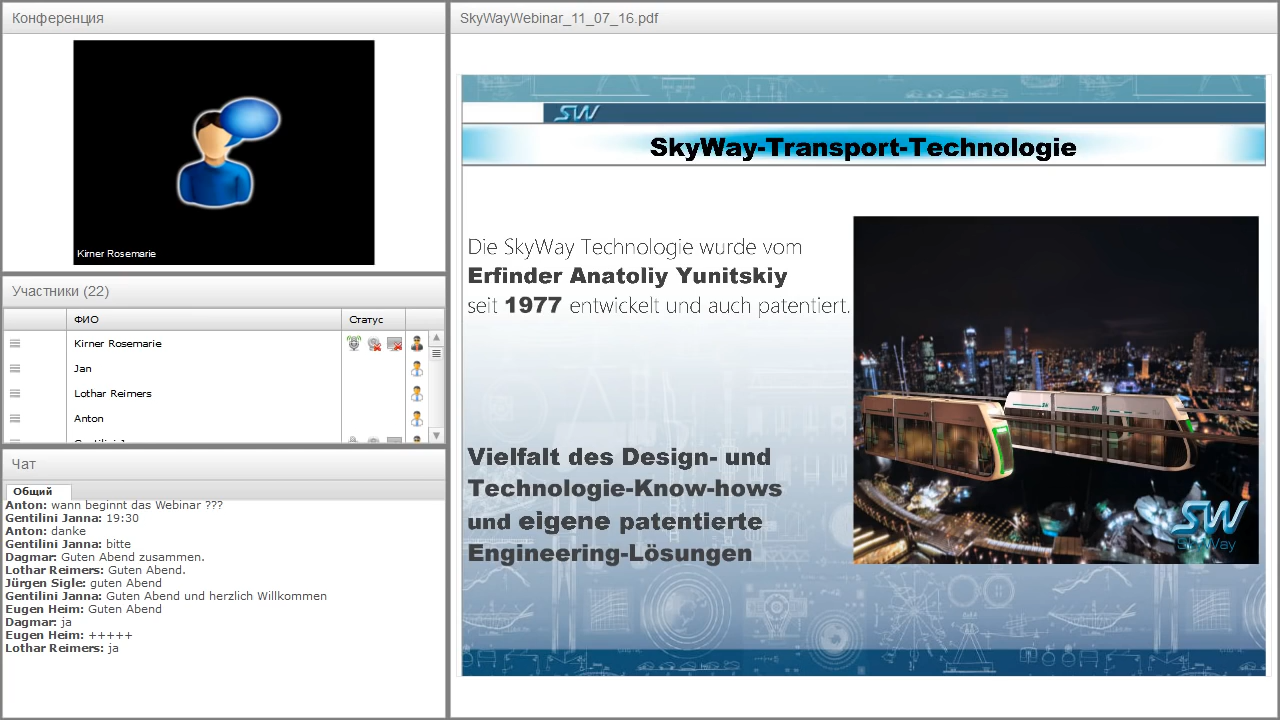 Конференция
Kirner Rosemarie
Участники (22)
ФИО
Статус
Kirner Rosemarie
Jan
Lothar Reimers
Anton
Чат
Общий
Anton: wann beginnt das Webinar ???
Gentilini Janna: 19:30
Anton: danke
Gentilini Janna: bitte
Dagmar: Guten Abend zusammen.
Lothar Reimers: Guten Abend.
Jürgen Sigle: guten Abend
Gentilini Janna: Guten Abend und herzlich Willkommen
Eugen Heim: Guten Abend
Dagmar: ja
Eugen Heim: +++++
Lothar Reimers: ja
SkyWayWebinar_11_07_16.pdf
SW
SkyWay-Transport-Technologie
Die SkyWay Technologie wurde vom
Erfinder Anatoliy Yunitskiy
seit 1977 entwickelt und auch patentiert.
Vielfalt des Design- und
Technologie-Know-hows
und eigene patentierte
Engineering-Lösungen
SW
SkyWay